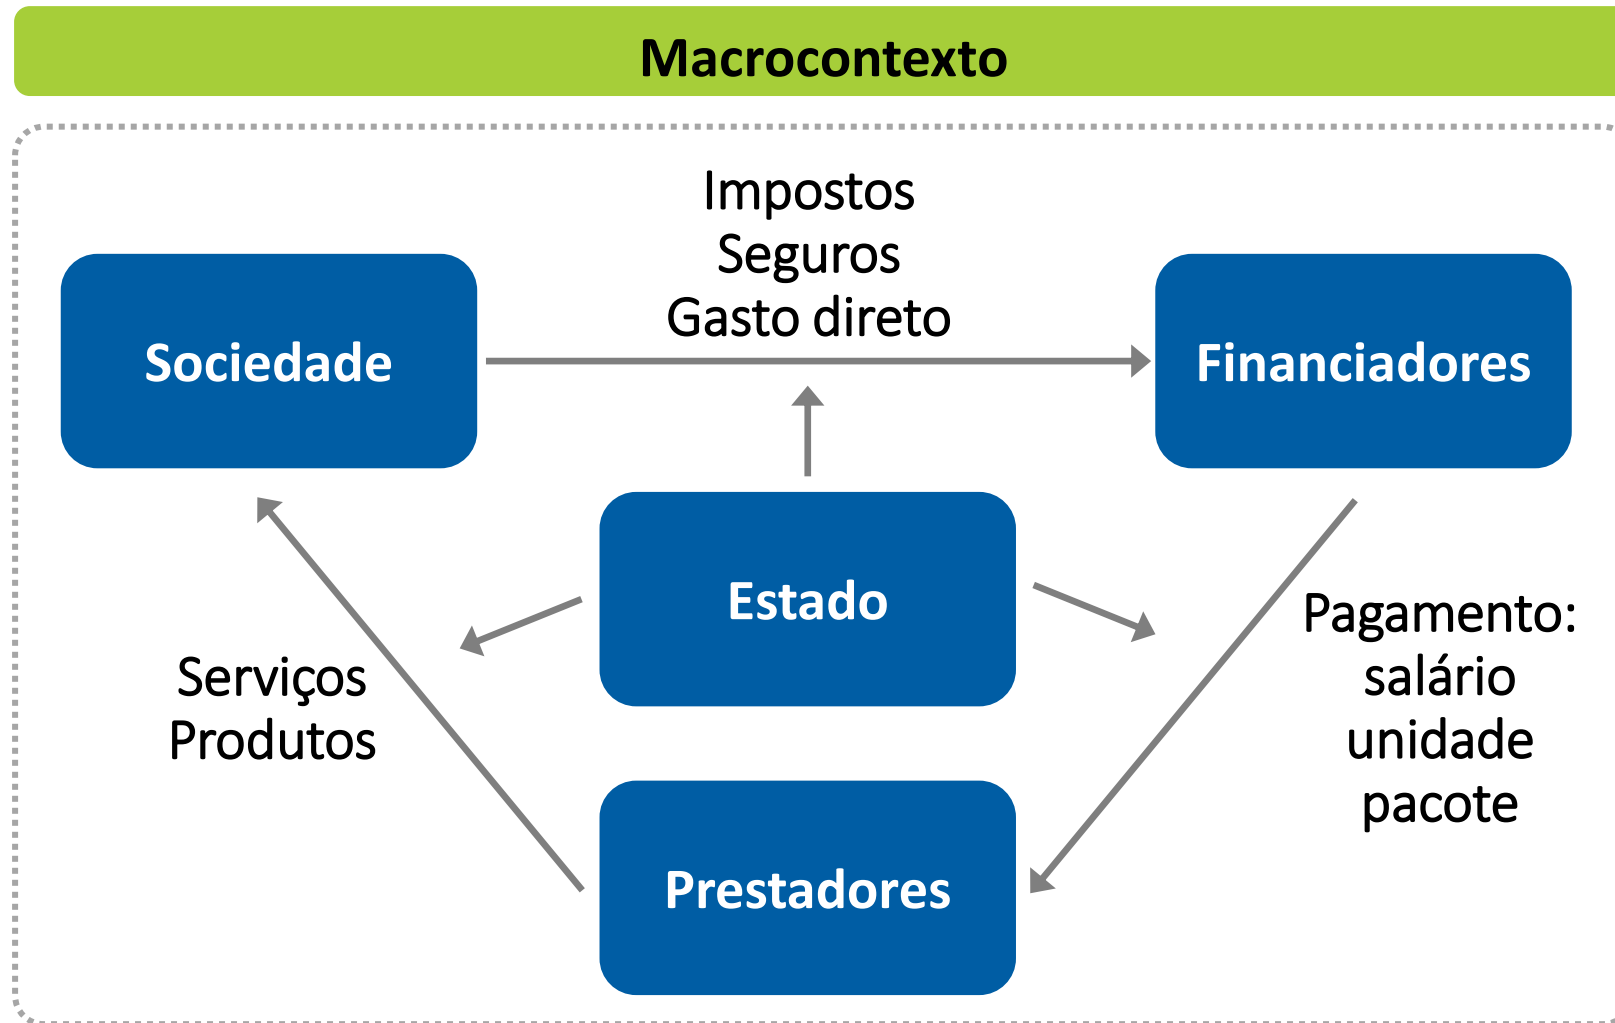 Macrocontexto
Impostos
Seguros
Gasto direto
Sociedade
Financiadores
Estado
Pagamento:
salário
unidade
pacote
Serviços
Produtos
Prestadores